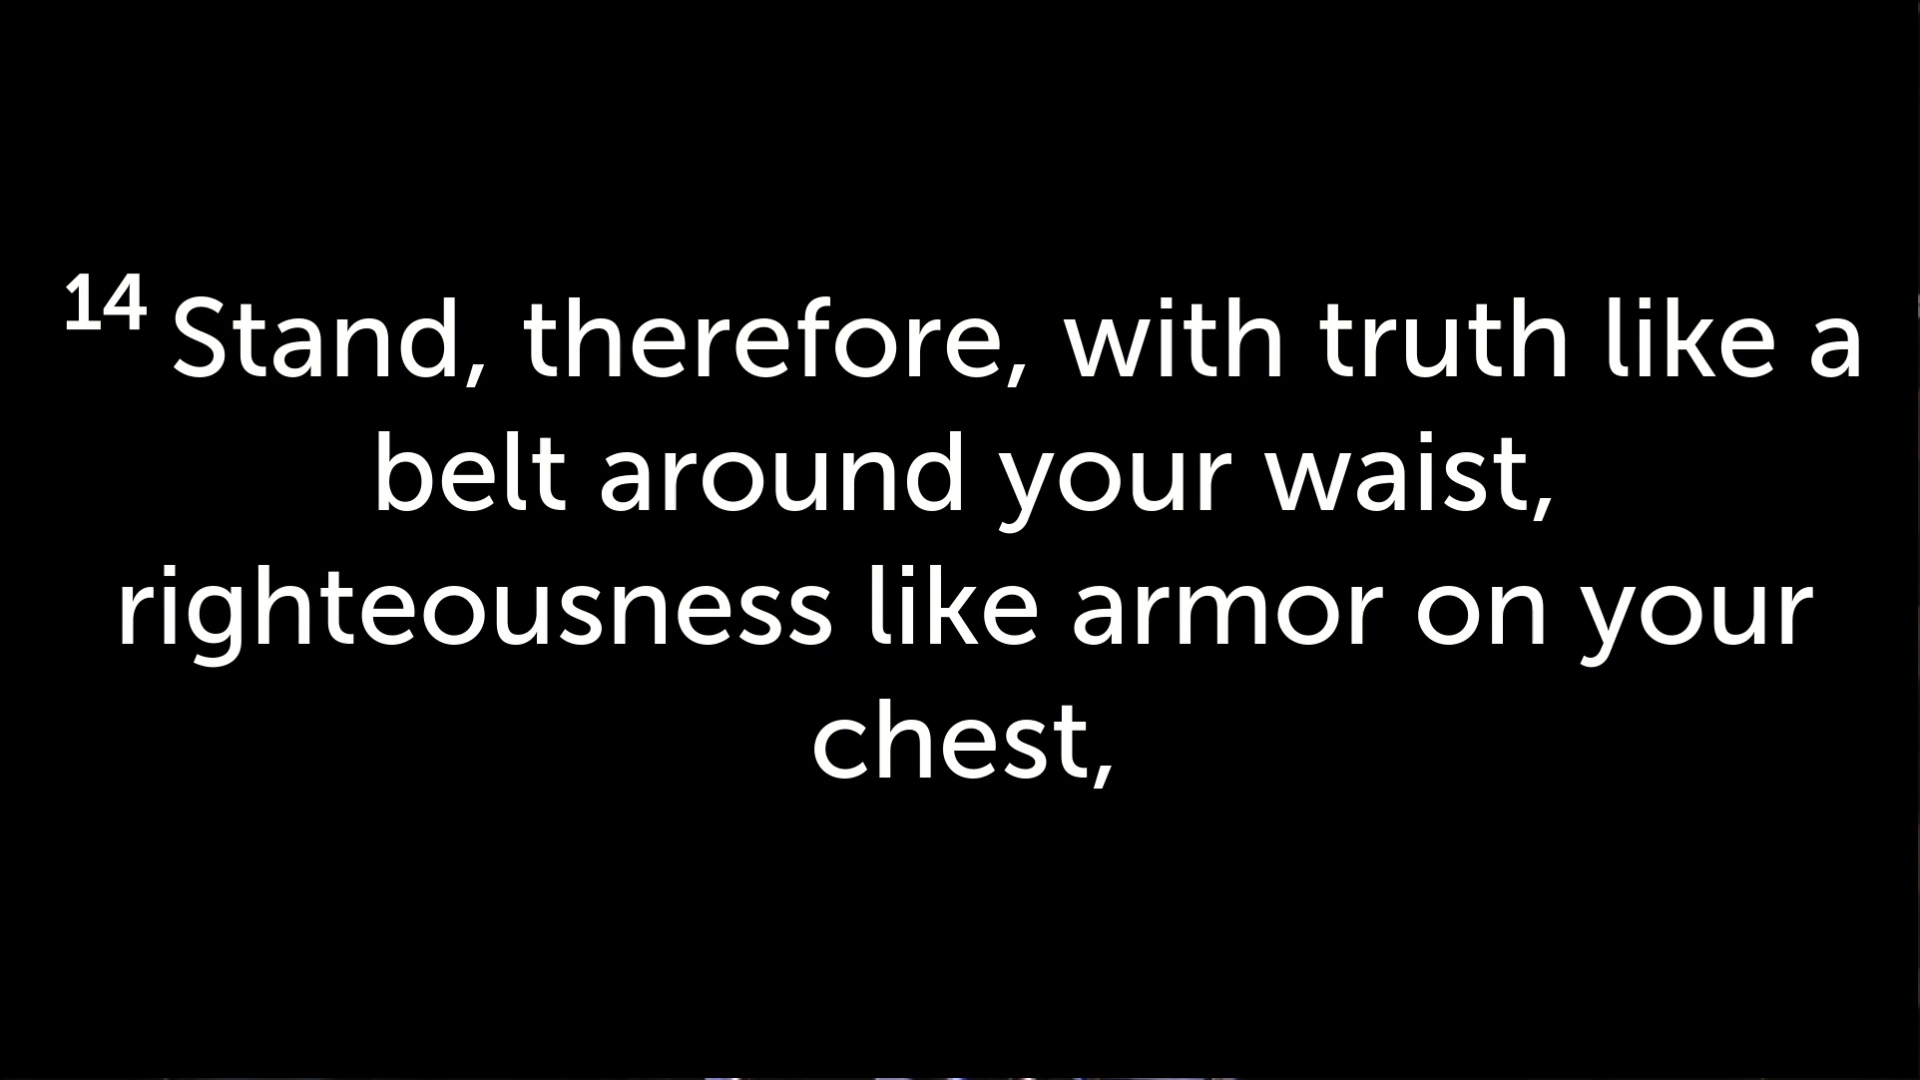 14 Stand, therefore, with truth like a
belt around your waist,
righteousness like armor on your
chest,